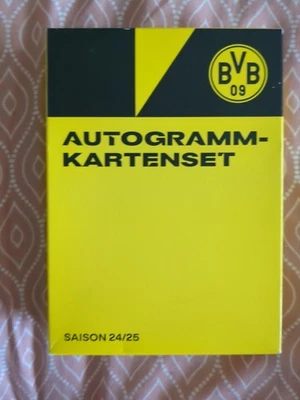 BVB
09
AUTOGRAMM-
KARTENSET
SAISON 24/25